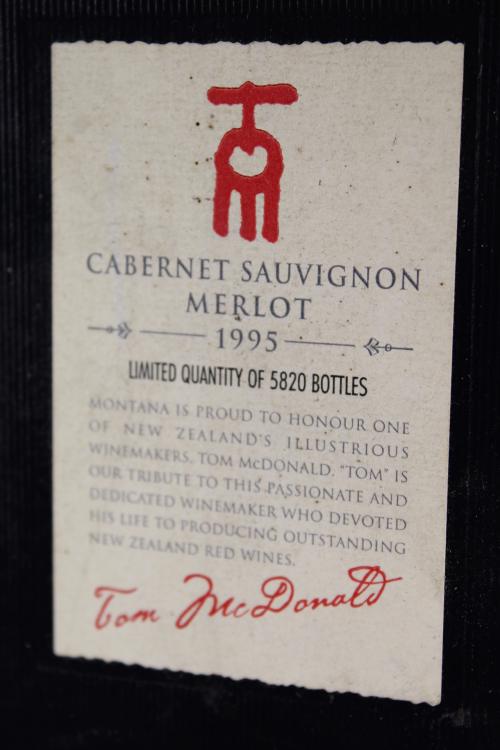 TOM
CABERNET SAUVIGNON
MERLOT
1995
LIMITED QUANTITY OF 5820 BOTTLES
MONTANA IS PROUD TO HONOUR ONE
OF NEW ZEALAND'S ILLUSTRIOUS
WINEMAKERS, TOM McDONALD. "TOM" IS
OUR TRIBUTE TO THIS PASSIONATE AND
DEDICATED WINEMAKER WHO DEVOTED
HIS LIFE TO PRODUCING OUTSTANDING
NEW ZEALAND RED WINES.
Tom McDonald